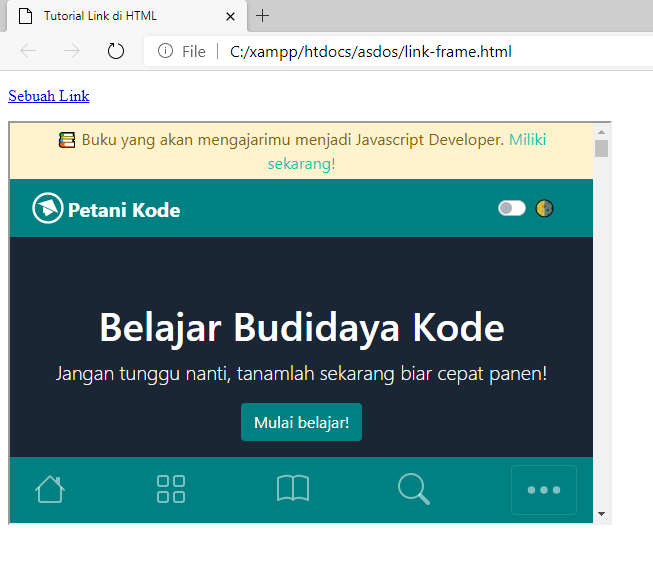 Tutorial Link di HTML
File
C:/xampp/htdocs/asdos/link-frame.html
Sebuah Link
📚 Buku yang akan mengajarimu menjadi Javascript Developer. Miliki
sekarang!
Petani Kode
Belajar Budidaya Kode
Jangan tunggu nanti, tanamlah sekarang biar cepat panen!
Mulai belajar!